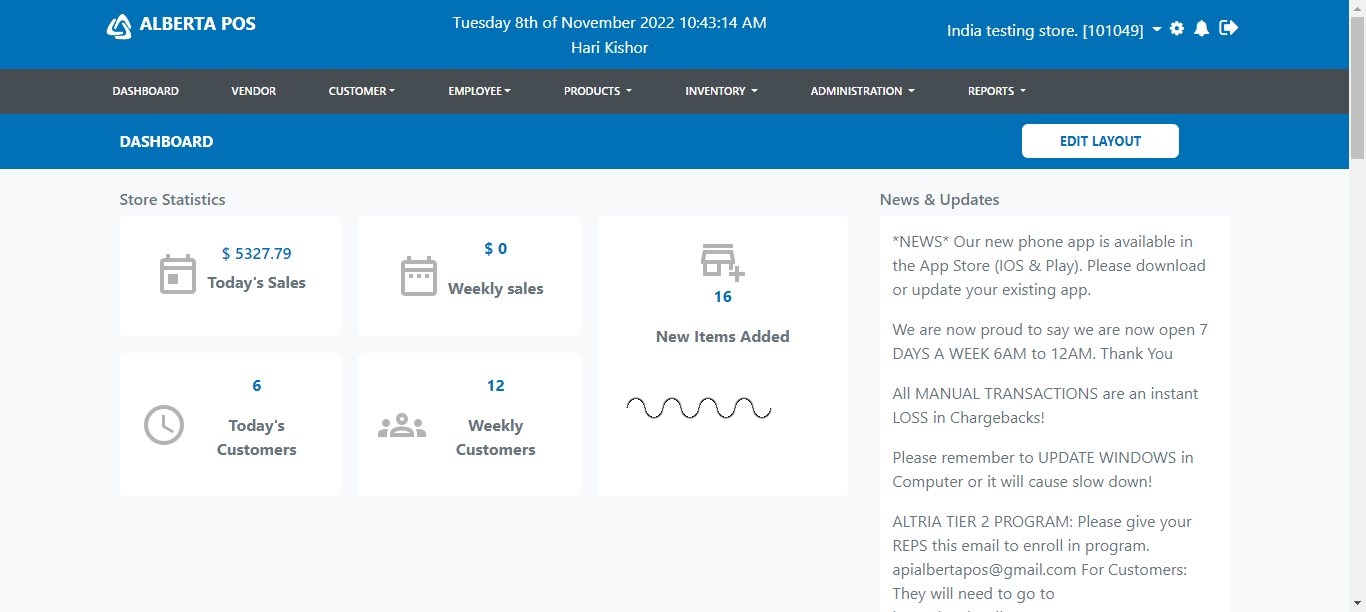 ALBERTA POS
Tuesday 8th of November 2022 10:43:14 AM
Hari Kishor
India testing store. [101049]
DASHBOARD VENDOR CUSTOMER EMPLOYEE PRODUCTS INVENTORY ADMINISTRATION REPORTS
DASHBOARD
EDIT LAYOUT
Store Statistics
$ 5327.79
Today's Sales
$ 0
Weekly sales
16
New Items Added
6
Today's
Customers
12
Weekly
Customers
News & Updates
*NEWS* Our new phone app is available in
the App Store (IOS & Play). Please download
or update your existing app.
We are now proud to say we are now open 7
DAYS A WEEK 6AM to 12AM. Thank You
All MANUAL TRANSACTIONS are an instant
LOSS in Chargebacks!
Please remember to UPDATE WINDOWS in
Computer or it will cause slow down!
ALTRIA TIER 2 PROGRAM: Please give your
REPS this email to enroll in program.
apialbertapos@gmail.com For Customers:
They will need to go to